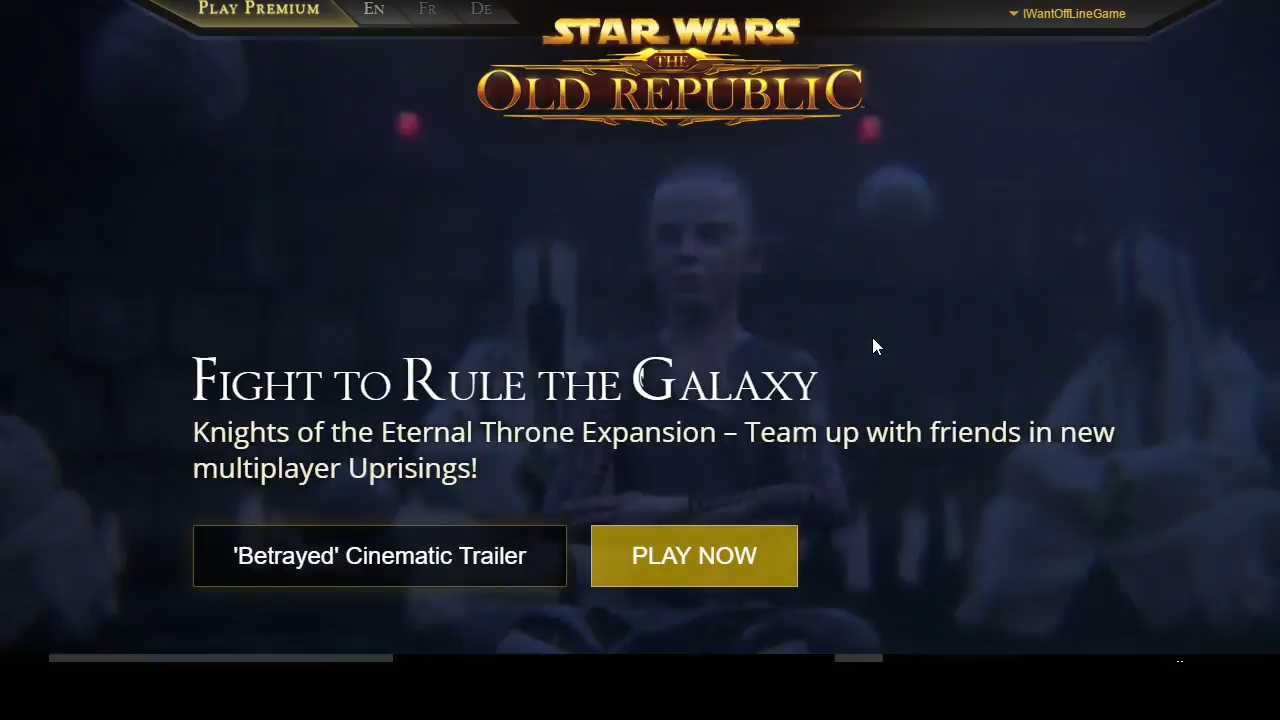 PLAY PREMIUM
EN FR DE
IWantOffLineGame
STAR WARS
THE
OLD REPUBLIC
FIGHT TO RULE THE GALAXY
Knights of the Eternal Throne Expansion – Team up with friends in new
multiplayer Uprisings!
'Betrayed' Cinematic Trailer
PLAY NOW